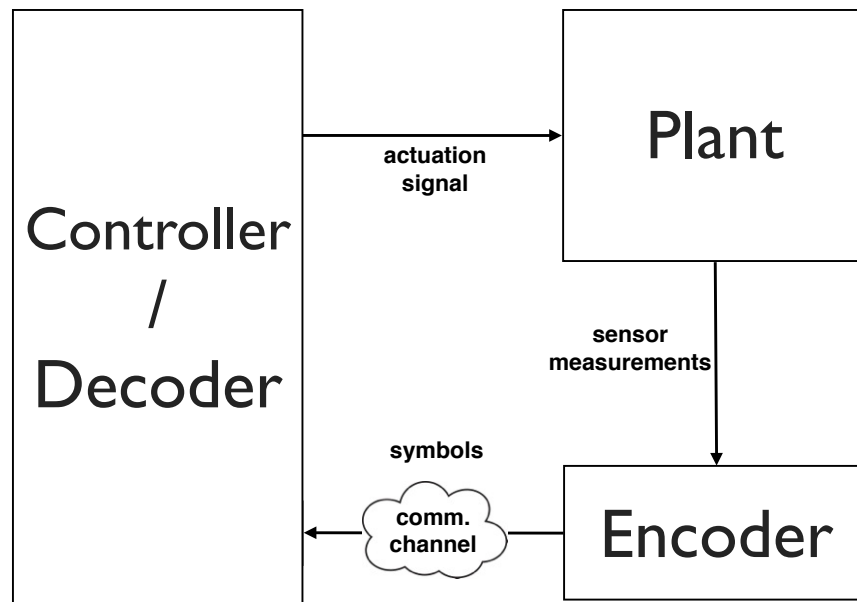 Controller
/
Decoder
actuation
signal
Plant
sensor
measurements
symbols
comm.
channel
Encoder